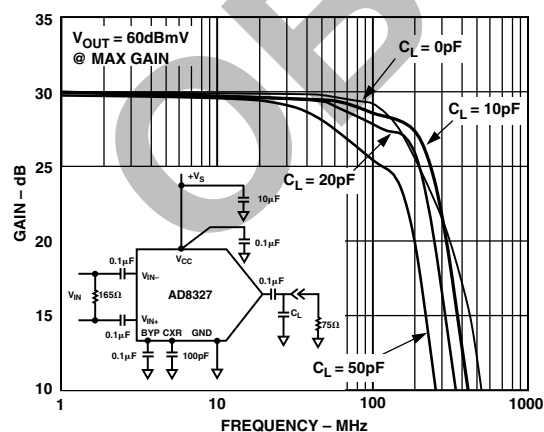 35
30
25
20
15
10
GAIN – dB
V_OUT = 60dBmV
@ MAX GAIN
C_L = 0pF
C_L = 10pF
C_L = 20pF
C_L = 50pF
+V_S
10µF
0.1µF
V_CC
0.1µF
V_IN–
V_IN
165Ω
AD8327
V_IN+
0.1µF
BYP CXR GND
0.1µF
100pF
0.1µF
C_L
75Ω
1
10
100
1000
FREQUENCY – MHz